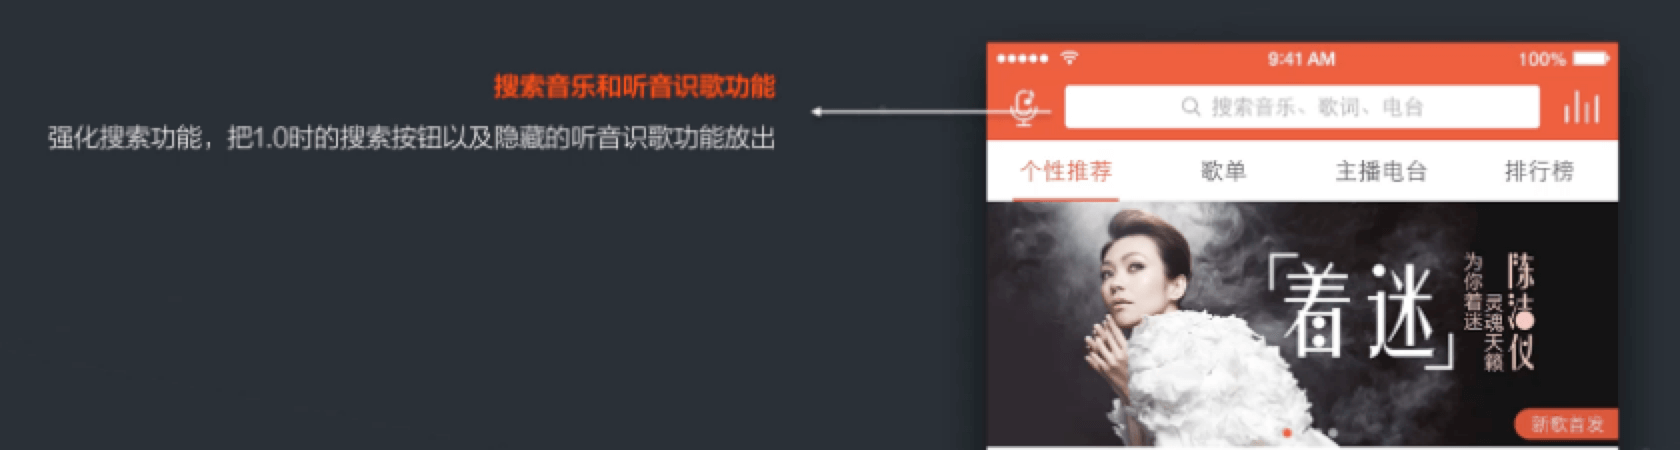 搜索音乐和听音识歌功能
强化搜索功能，把1.0时的搜索按钮以及隐藏的听音识歌功能放出
9:41 AM
100%
搜索音乐、歌词、电台
个性推荐
歌单
主播电台
排行榜
「着迷」
陈洁仪
灵魂天籁
为你着迷
新歌首发